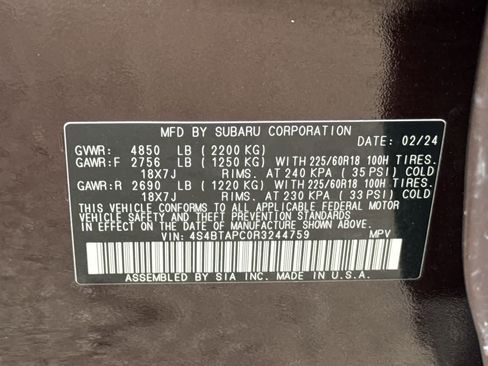 MFD BY SUBARU CORPORATION DATE: 02/24
GVWR: 4850 LB (2200 KG)
GAWR:F 2756 LB (1250 KG) WITH 225/60R18 100H TIRES.
18X7J RIMS. AT 240 KPA (35 PSI) COLD
GAWR:R 2690 LB (1220 KG) WITH 225/60R18 100H TIRES.
18X7J RIMS. AT 230 KPA (33 PSI) COLD
THIS VEHICLE CONFORMS TO ALL APPLICABLE FEDERAL MOTOR
VEHICLE SAFETY AND THEFT PREVENTION STANDARDS IN
EFFECT ON THE DATE OF MANUFACTURE SHOWN ABOVE.
VIN: 4S4BTAPC0R3244759 MPV
ASSEMBLED BY SIA INC. MADE IN U.S.A.